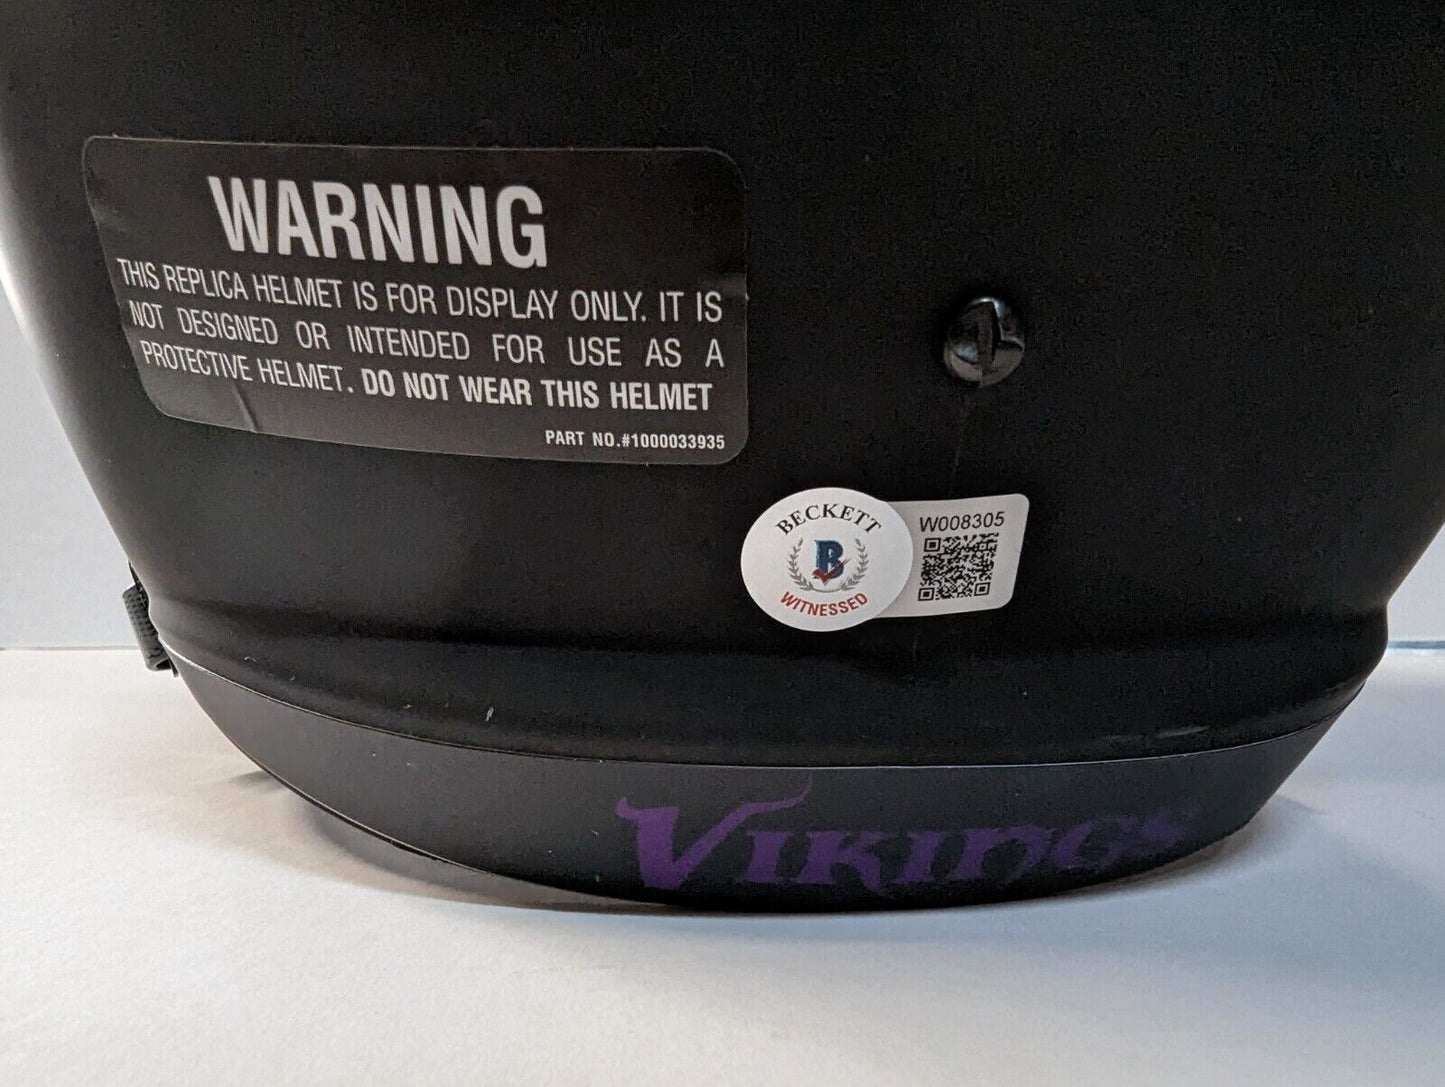 WARNING
THIS REPLICA HELMET IS FOR DISPLAY ONLY. IT IS
NOT DESIGNED OR INTENDED FOR USE AS A
PROTECTIVE HELMET. DO NOT WEAR THIS HELMET
PART NO.#1000033935
BECKETT
B
WITNESSED
W008305
VIKINGS